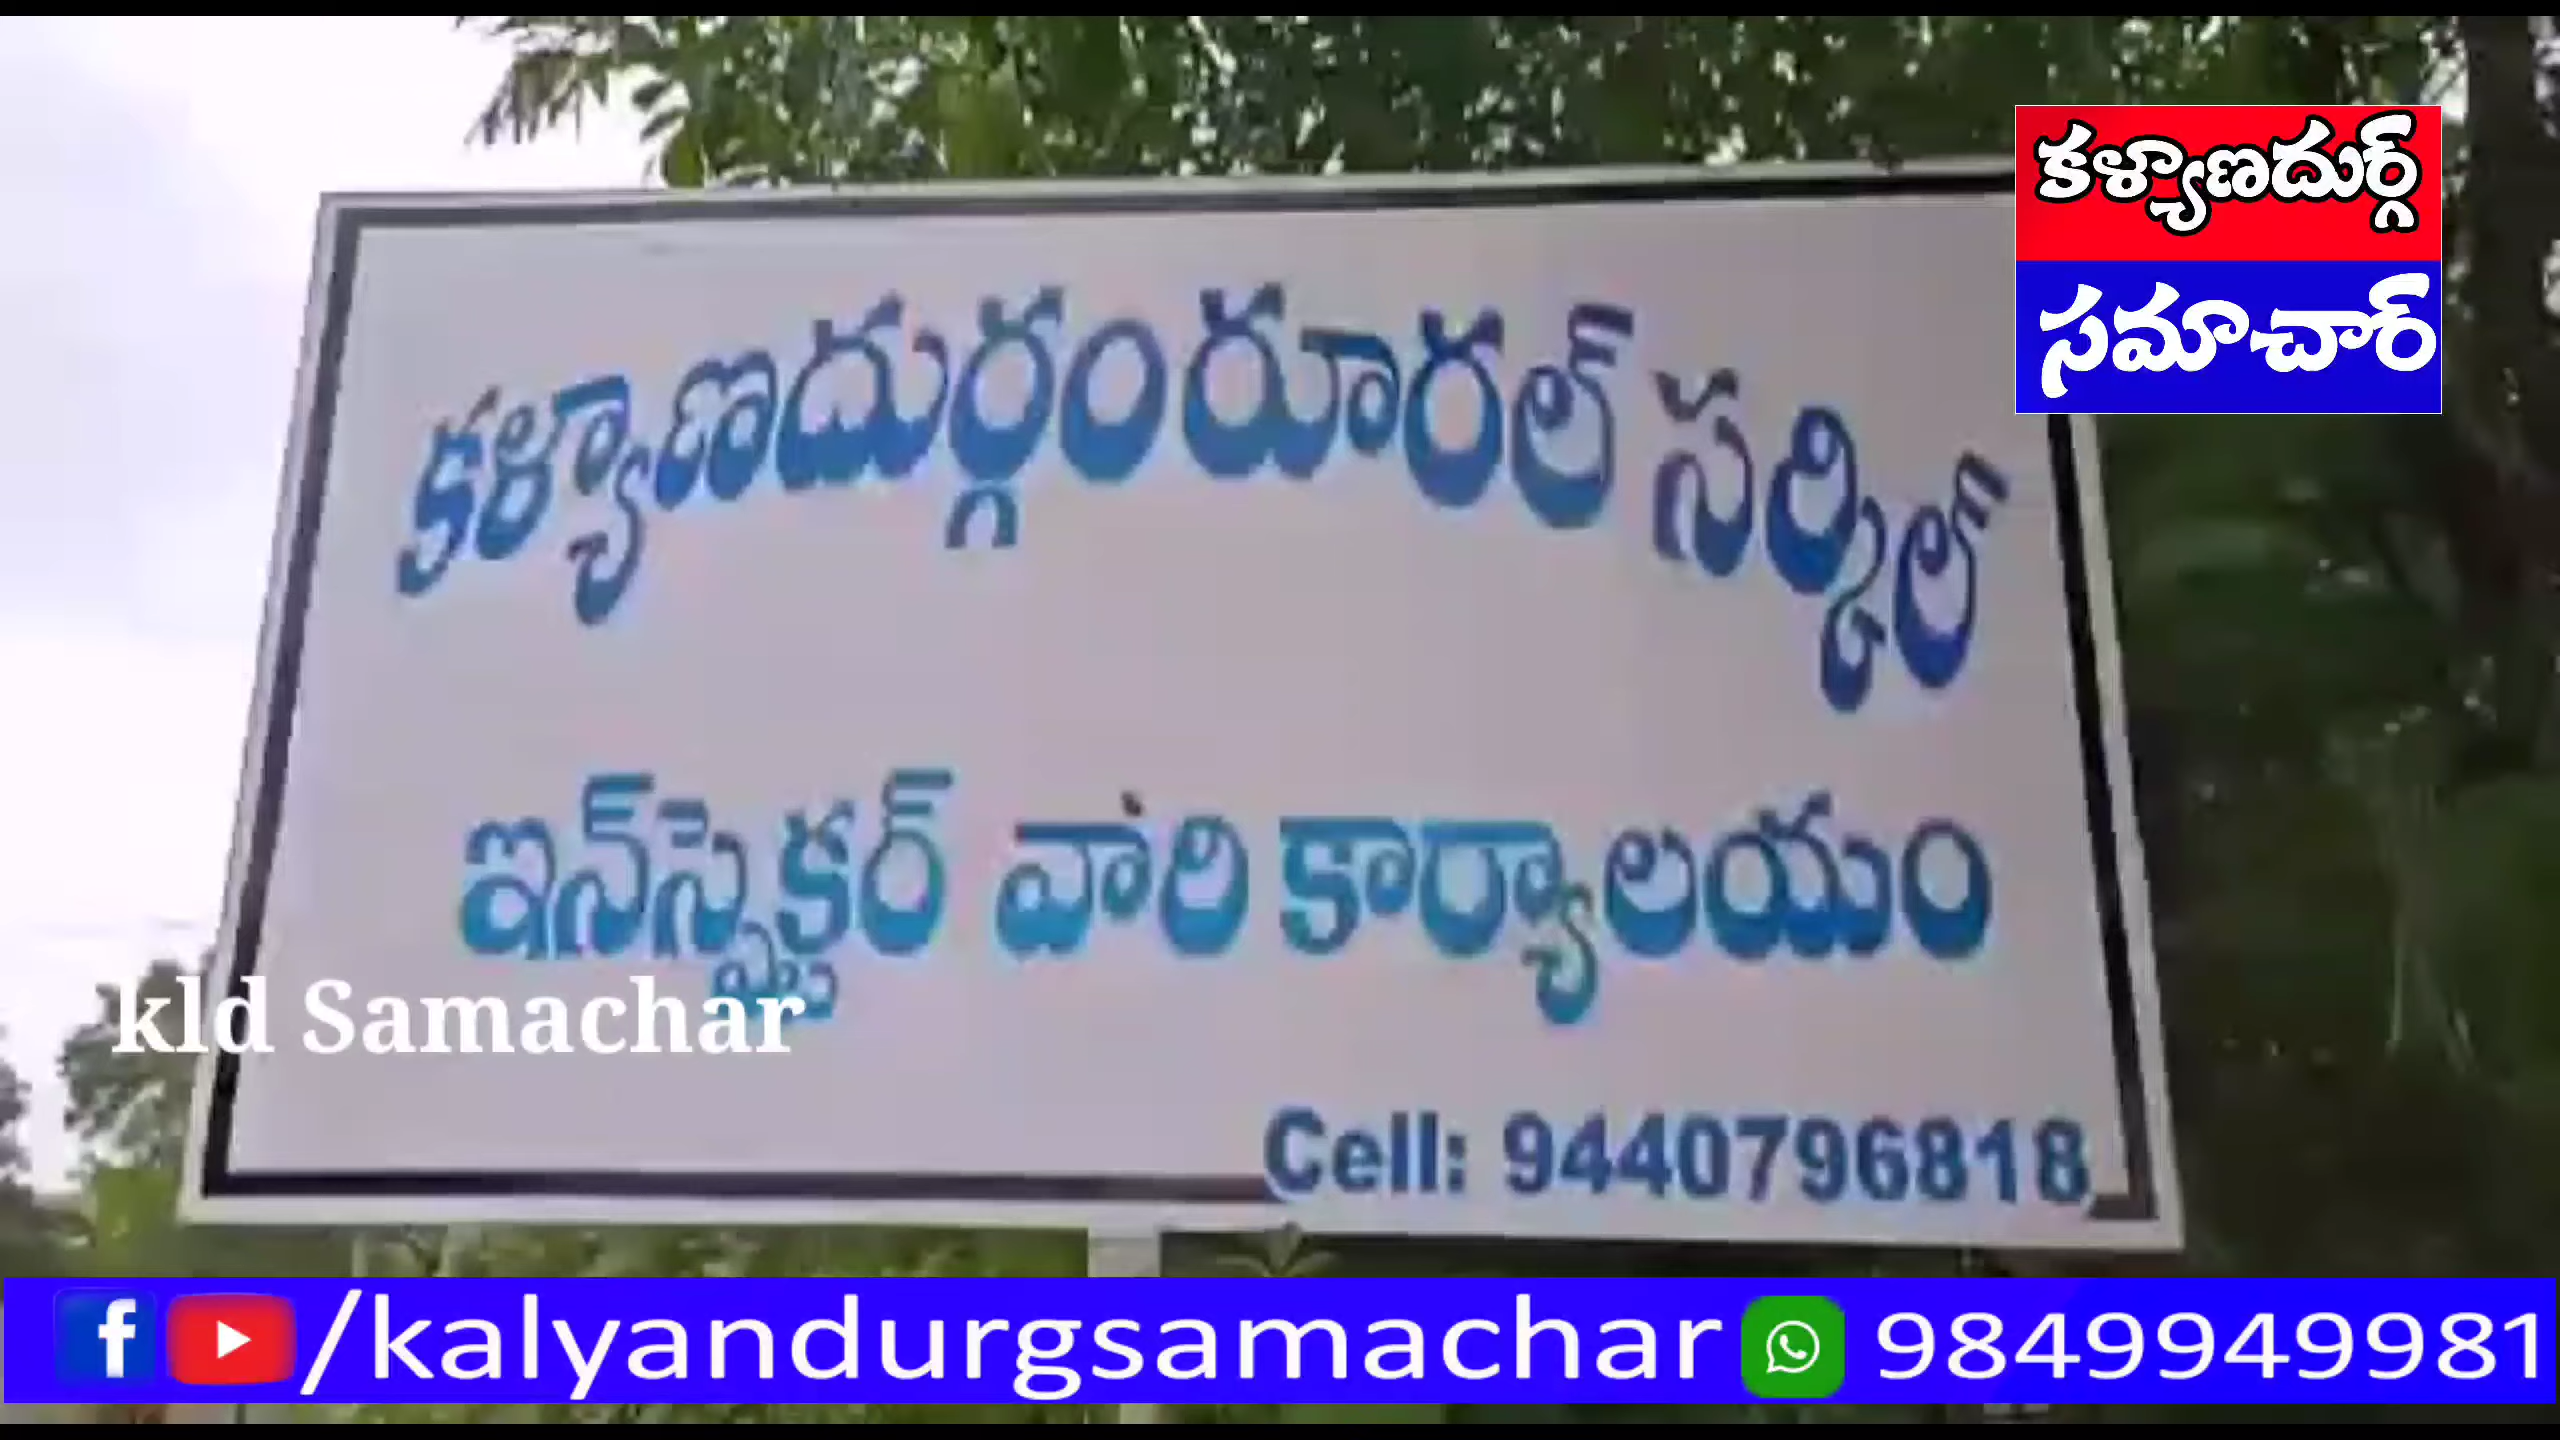 కళ్యాణదుర్గ్
సమాచార్
కళ్యాణదుర్గం రూరల్ సర్కిల్
ఇన్‌స్పెక్టర్ వారి కార్యాలయం
kld Samachar
Cell: 9440796818
/kalyandurgsamachar 9849949981